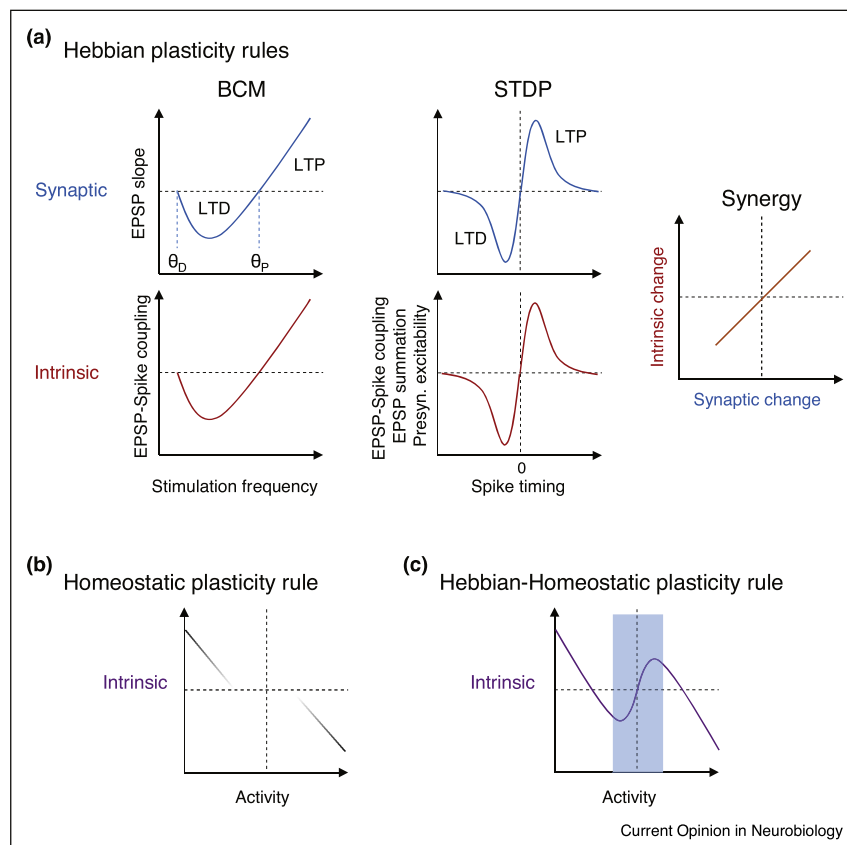 (a) Hebbian plasticity rules
BCM
STDP
Synaptic
EPSP slope
LTD
LTP
θD
θP
LTD
LTP
Synergy
Intrinsic change
Synaptic change
Intrinsic
EPSP-Spike coupling
Stimulation frequency
EPSP-Spike coupling
EPSP summation
Presyn. excitability
0
Spike timing
(b) Homeostatic plasticity rule
Intrinsic
Activity
(c) Hebbian-Homeostatic plasticity rule
Intrinsic
Activity
Current Opinion in Neurobiology